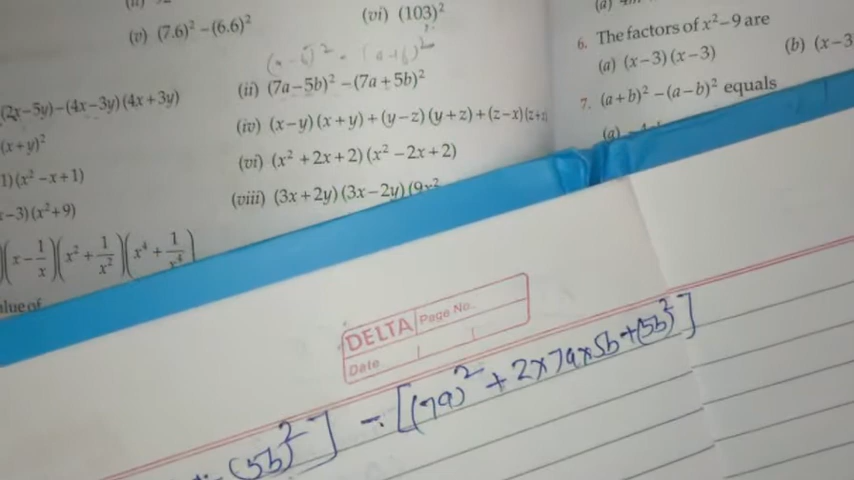 (v) (7.6)² − (6.6)²
(vi) (103)²
(ii) (7a − 5b)² − (7a + 5b)²
(2x−5y) − (4x−3y)(4x+3y)
(iv) (x−y)(x+y) + (y−z)(y+z) + (z−x)(z+
(x+y)²
(vi) (x² + 2x + 2)(x² − 2x + 2)
1)(x² − x + 1)
(viii) (3x + 2y)(3x − 2y)(9x²
−3)(x² + 9)
(x − 1/x)(x² + 1/x²)(x⁴ + 1/x⁴)
alue of
6. The factors of x² − 9 are
(a) (x−3)(x−3)
(b) (x−3
7. (a+b)² − (a−b)² equals
(a)
DELTA Page No.
Date
(5b)²] − [(7a)² + 2x7ax5b + (5b)²]